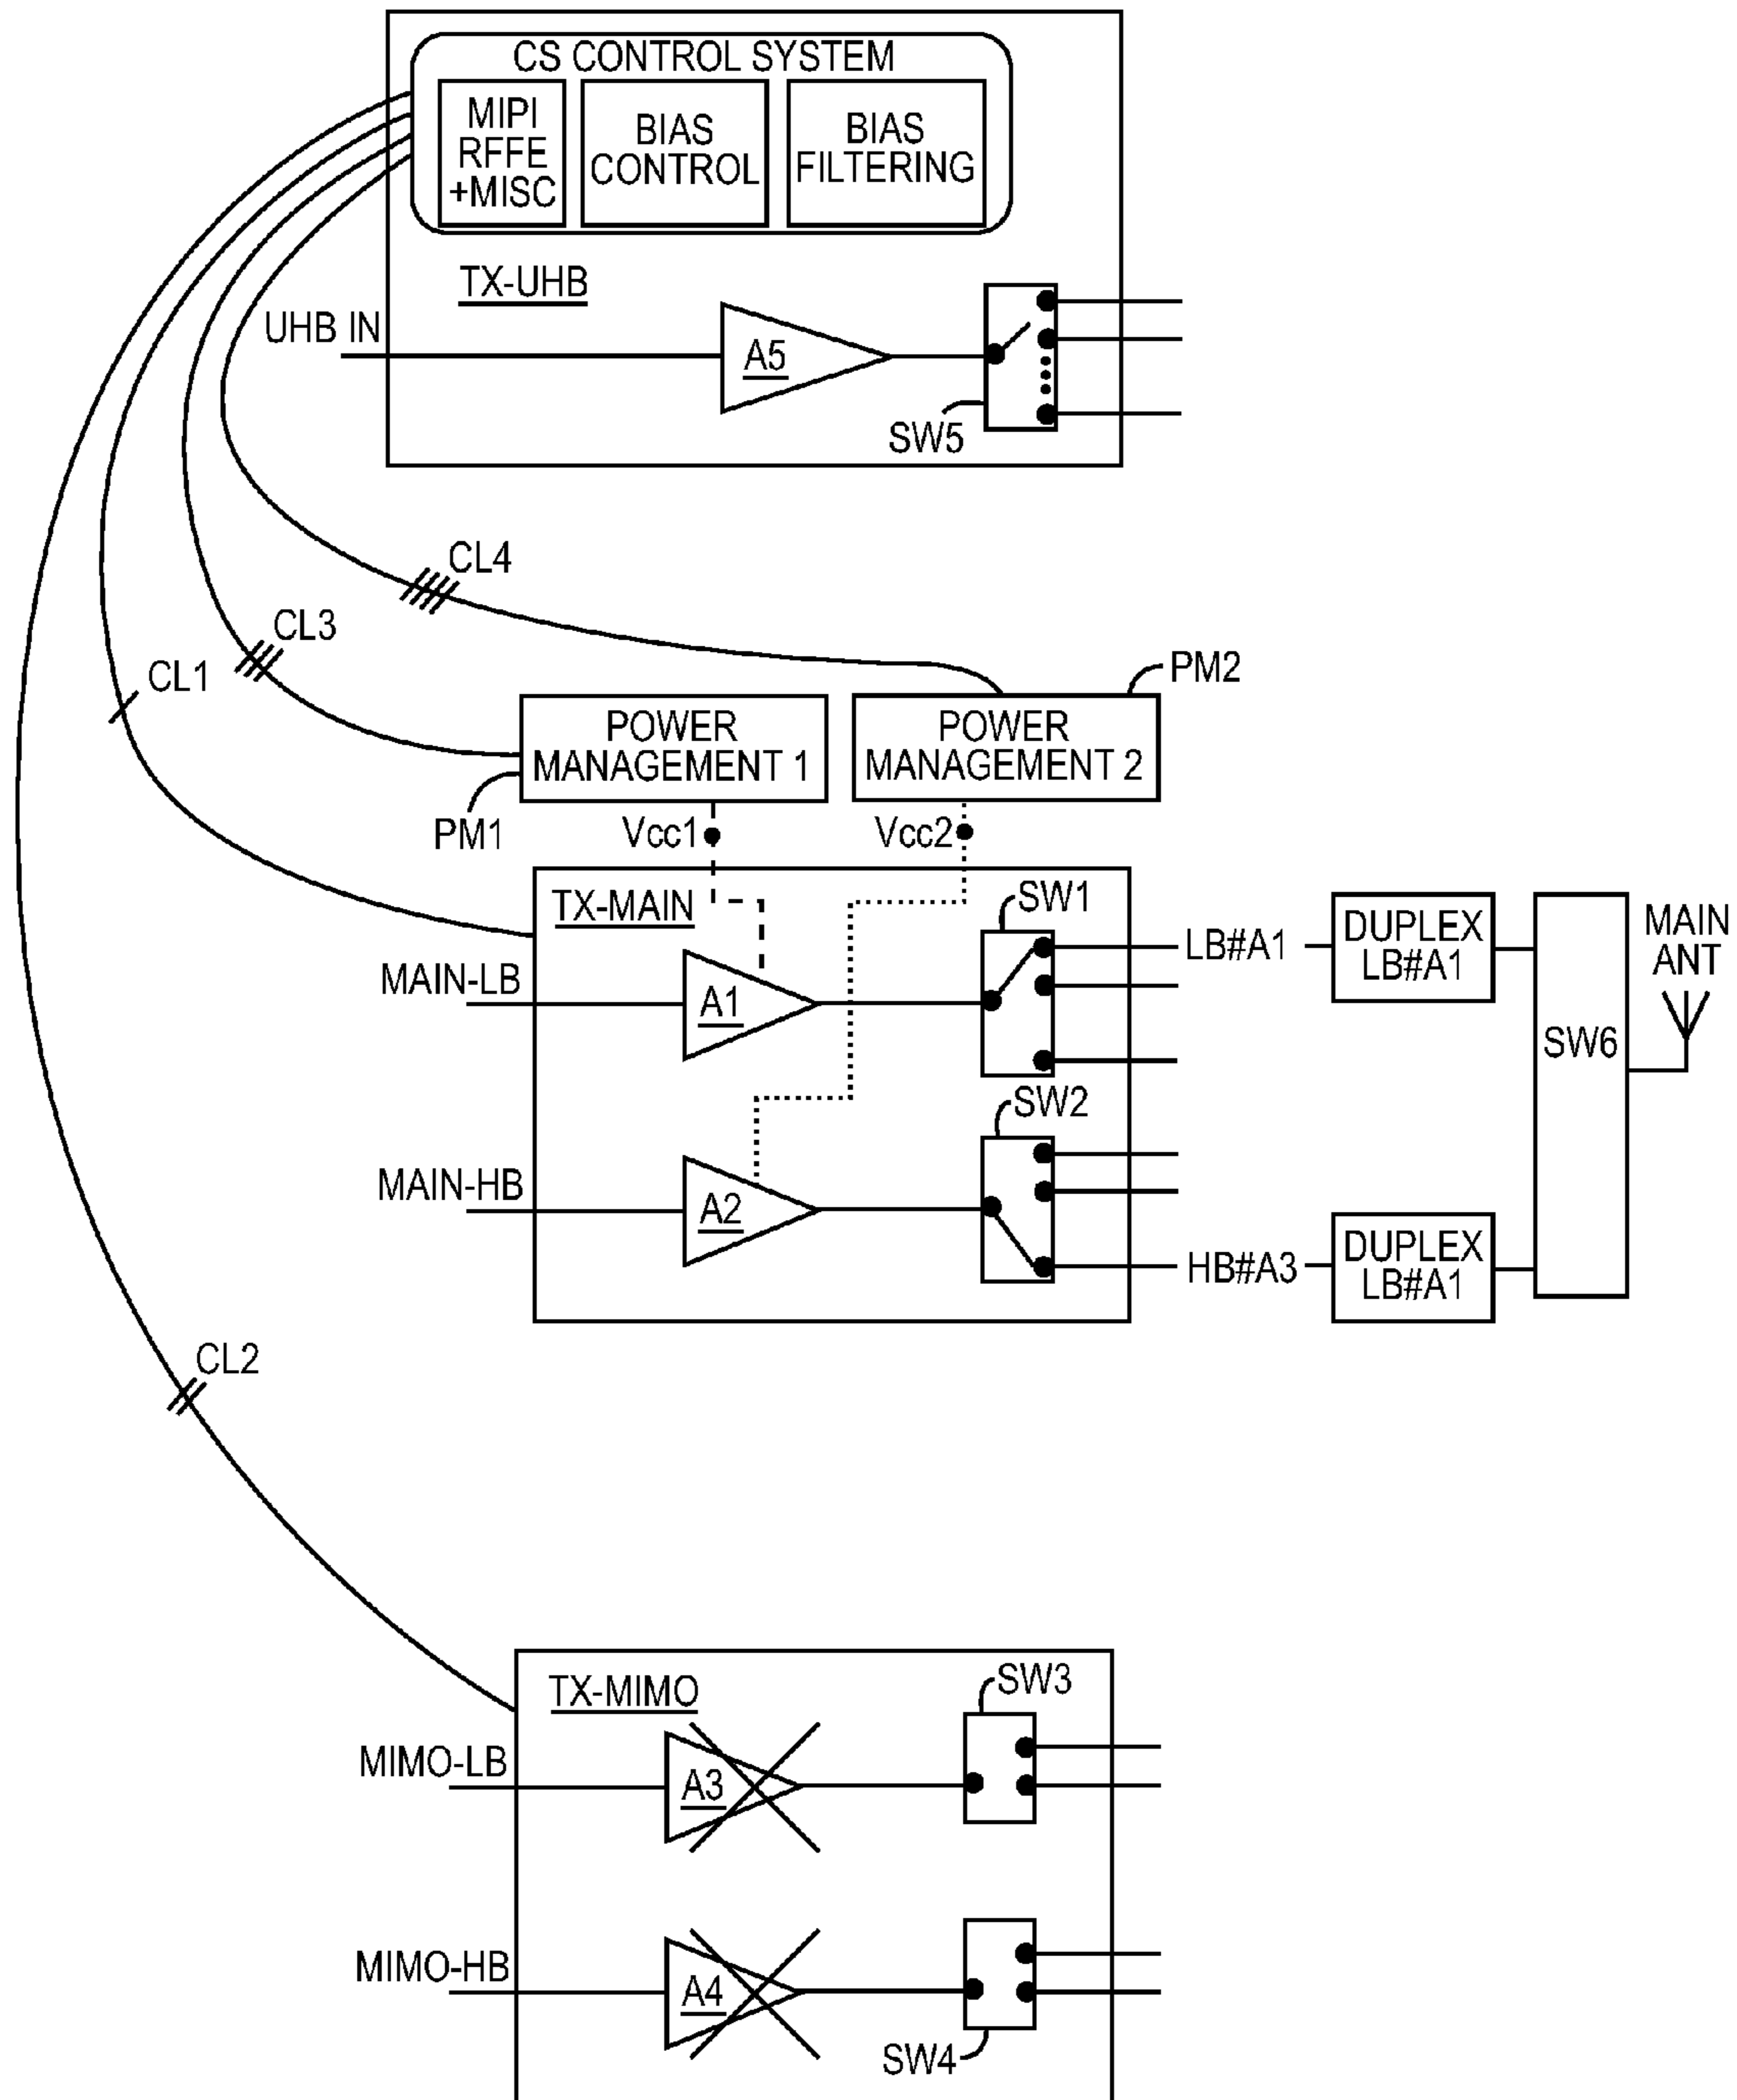 CS CONTROL SYSTEM
MIPI
RFFE
+MISC
BIAS
CONTROL
BIAS
FILTERING
TX-UHB
UHB IN
A5
SW5
CL4
CL3
CL1
PM2
POWER
MANAGEMENT 1
POWER
MANAGEMENT 2
PM1
Vcc1
Vcc2
TX-MAIN
SW1
MAIN-LB
A1
LB#A1
DUPLEX
LB#A1
MAIN
ANT
SW6
SW2
MAIN-HB
A2
HB#A3
DUPLEX
LB#A1
CL2
TX-MIMO
SW3
MIMO-LB
A3
MIMO-HB
A4
SW4